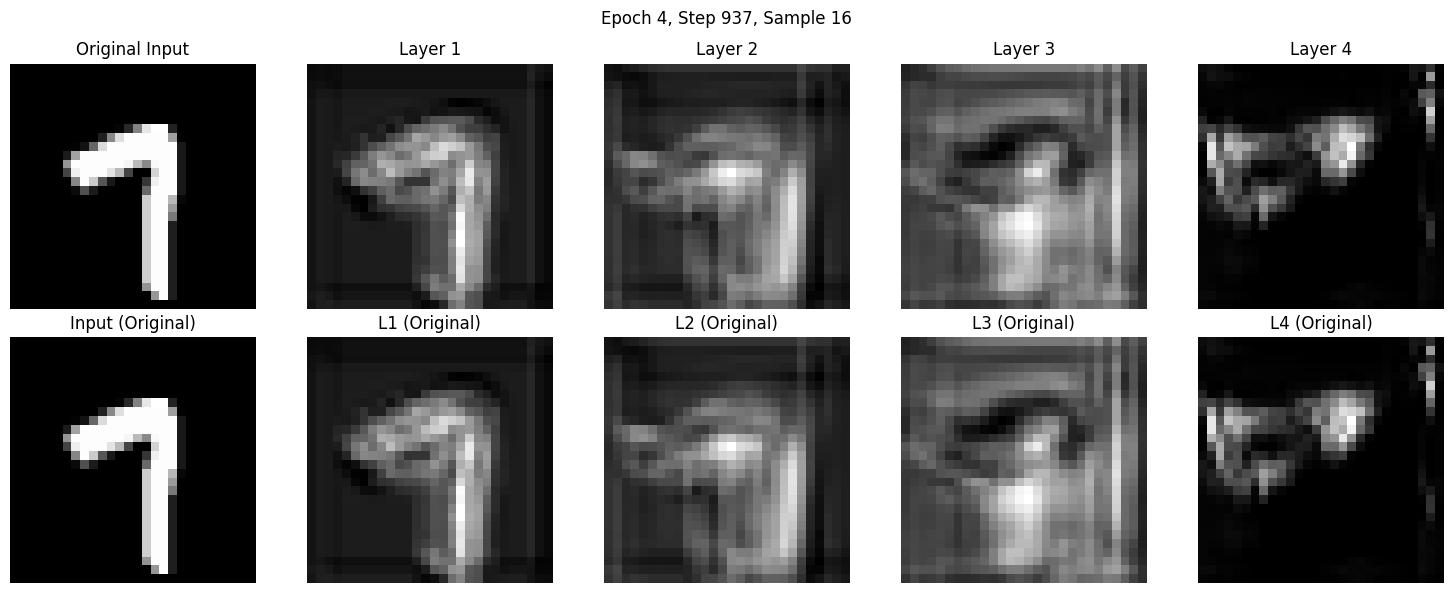 Epoch 4, Step 937, Sample 16
Original Input Layer 1 Layer 2 Layer 3 Layer 4
Input (Original) L1 (Original) L2 (Original) L3 (Original) L4 (Original)